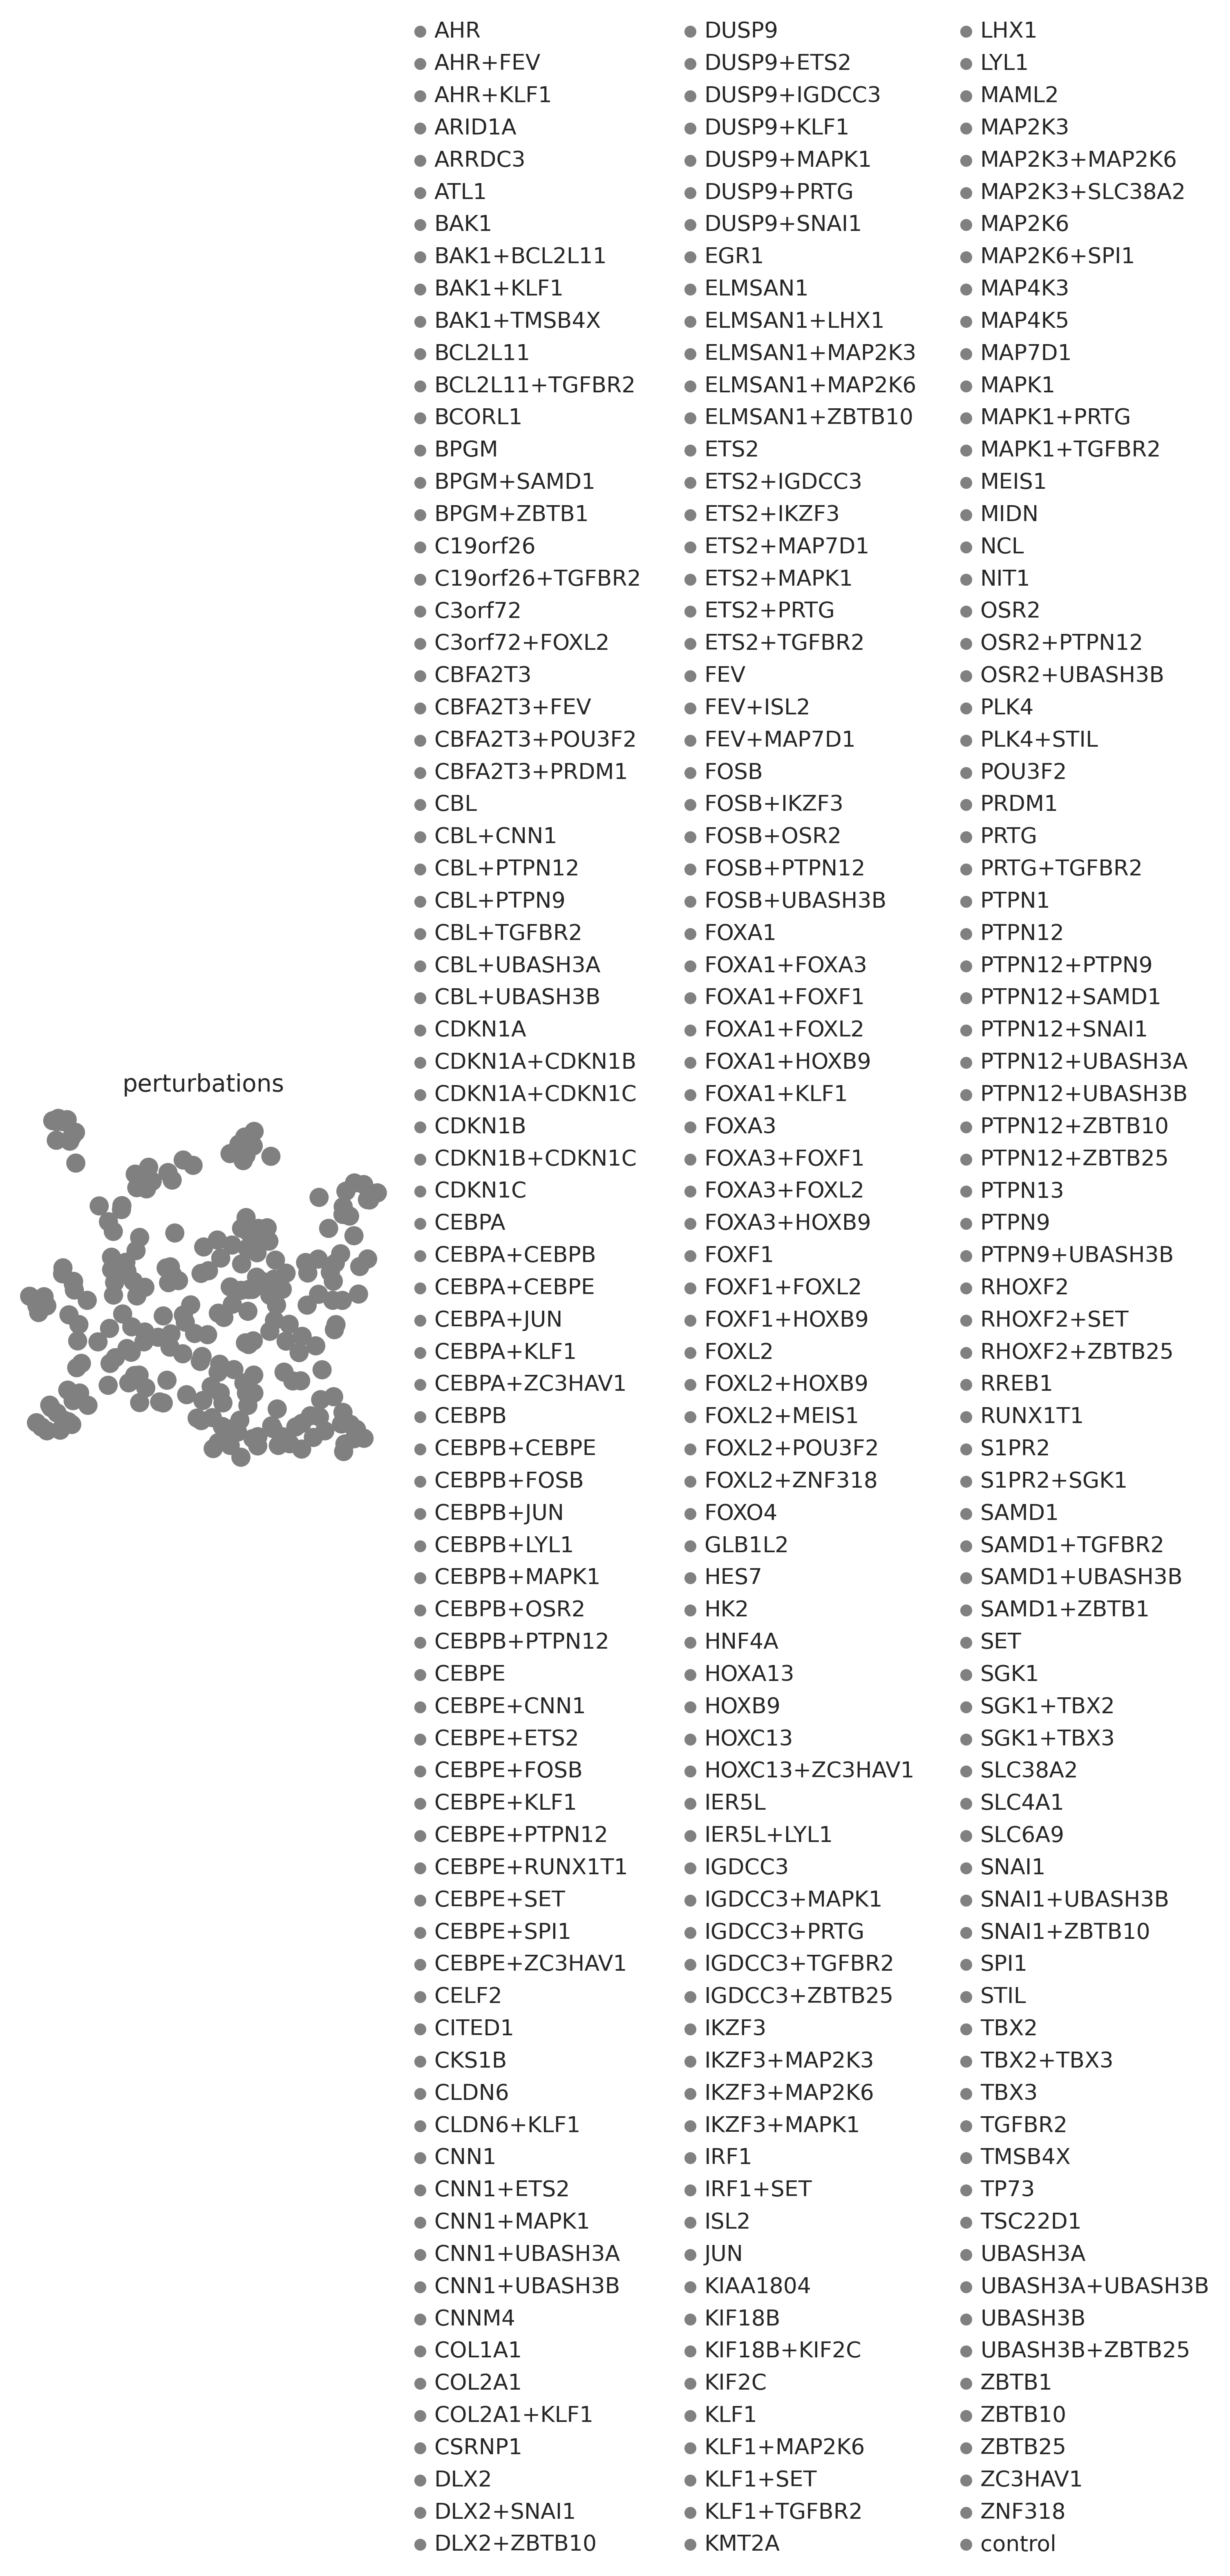 perturbations
AHR
AHR+FEV
AHR+KLF1
ARID1A
ARRDC3
ATL1
BAK1
BAK1+BCL2L11
BAK1+KLF1
BAK1+TMSB4X
BCL2L11
BCL2L11+TGFBR2
BCORL1
BPGM
BPGM+SAMD1
BPGM+ZBTB1
C19orf26
C19orf26+TGFBR2
C3orf72
C3orf72+FOXL2
CBFA2T3
CBFA2T3+FEV
CBFA2T3+POU3F2
CBFA2T3+PRDM1
CBL
CBL+CNN1
CBL+PTPN12
CBL+PTPN9
CBL+TGFBR2
CBL+UBASH3A
CBL+UBASH3B
CDKN1A
CDKN1A+CDKN1B
CDKN1A+CDKN1C
CDKN1B
CDKN1B+CDKN1C
CDKN1C
CEBPA
CEBPA+CEBPB
CEBPA+CEBPE
CEBPA+JUN
CEBPA+KLF1
CEBPA+ZC3HAV1
CEBPB
CEBPB+CEBPE
CEBPB+FOSB
CEBPB+JUN
CEBPB+LYL1
CEBPB+MAPK1
CEBPB+OSR2
CEBPB+PTPN12
CEBPE
CEBPE+CNN1
CEBPE+ETS2
CEBPE+FOSB
CEBPE+KLF1
CEBPE+PTPN12
CEBPE+RUNX1T1
CEBPE+SET
CEBPE+SPI1
CEBPE+ZC3HAV1
CELF2
CITED1
CKS1B
CLDN6
CLDN6+KLF1
CNN1
CNN1+ETS2
CNN1+MAPK1
CNN1+UBASH3A
CNN1+UBASH3B
CNNM4
COL1A1
COL2A1
COL2A1+KLF1
CSRNP1
DLX2
DLX2+SNAI1
DLX2+ZBTB10
DUSP9
DUSP9+ETS2
DUSP9+IGDCC3
DUSP9+KLF1
DUSP9+MAPK1
DUSP9+PRTG
DUSP9+SNAI1
EGR1
ELMSAN1
ELMSAN1+LHX1
ELMSAN1+MAP2K3
ELMSAN1+MAP2K6
ELMSAN1+ZBTB10
ETS2
ETS2+IGDCC3
ETS2+IKZF3
ETS2+MAP7D1
ETS2+MAPK1
ETS2+PRTG
ETS2+TGFBR2
FEV
FEV+ISL2
FEV+MAP7D1
FOSB
FOSB+IKZF3
FOSB+OSR2
FOSB+PTPN12
FOSB+UBASH3B
FOXA1
FOXA1+FOXA3
FOXA1+FOXF1
FOXA1+FOXL2
FOXA1+HOXB9
FOXA1+KLF1
FOXA3
FOXA3+FOXF1
FOXA3+FOXL2
FOXA3+HOXB9
FOXF1
FOXF1+FOXL2
FOXF1+HOXB9
FOXL2
FOXL2+HOXB9
FOXL2+MEIS1
FOXL2+POU3F2
FOXL2+ZNF318
FOXO4
GLB1L2
HES7
HK2
HNF4A
HOXA13
HOXB9
HOXC13
HOXC13+ZC3HAV1
IER5L
IER5L+LYL1
IGDCC3
IGDCC3+MAPK1
IGDCC3+PRTG
IGDCC3+TGFBR2
IGDCC3+ZBTB25
IKZF3
IKZF3+MAP2K3
IKZF3+MAP2K6
IKZF3+MAPK1
IRF1
IRF1+SET
ISL2
JUN
KIAA1804
KIF18B
KIF18B+KIF2C
KIF2C
KLF1
KLF1+MAP2K6
KLF1+SET
KLF1+TGFBR2
KMT2A
LHX1
LYL1
MAML2
MAP2K3
MAP2K3+MAP2K6
MAP2K3+SLC38A2
MAP2K6
MAP2K6+SPI1
MAP4K3
MAP4K5
MAP7D1
MAPK1
MAPK1+PRTG
MAPK1+TGFBR2
MEIS1
MIDN
NCL
NIT1
OSR2
OSR2+PTPN12
OSR2+UBASH3B
PLK4
PLK4+STIL
POU3F2
PRDM1
PRTG
PRTG+TGFBR2
PTPN1
PTPN12
PTPN12+PTPN9
PTPN12+SAMD1
PTPN12+SNAI1
PTPN12+UBASH3A
PTPN12+UBASH3B
PTPN12+ZBTB10
PTPN12+ZBTB25
PTPN13
PTPN9
PTPN9+UBASH3B
RHOXF2
RHOXF2+SET
RHOXF2+ZBTB25
RREB1
RUNX1T1
S1PR2
S1PR2+SGK1
SAMD1
SAMD1+TGFBR2
SAMD1+UBASH3B
SAMD1+ZBTB1
SET
SGK1
SGK1+TBX2
SGK1+TBX3
SLC38A2
SLC4A1
SLC6A9
SNAI1
SNAI1+UBASH3B
SNAI1+ZBTB10
SPI1
STIL
TBX2
TBX2+TBX3
TBX3
TGFBR2
TMSB4X
TP73
TSC22D1
UBASH3A
UBASH3A+UBASH3B
UBASH3B
UBASH3B+ZBTB25
ZBTB1
ZBTB10
ZBTB25
ZC3HAV1
ZNF318
control